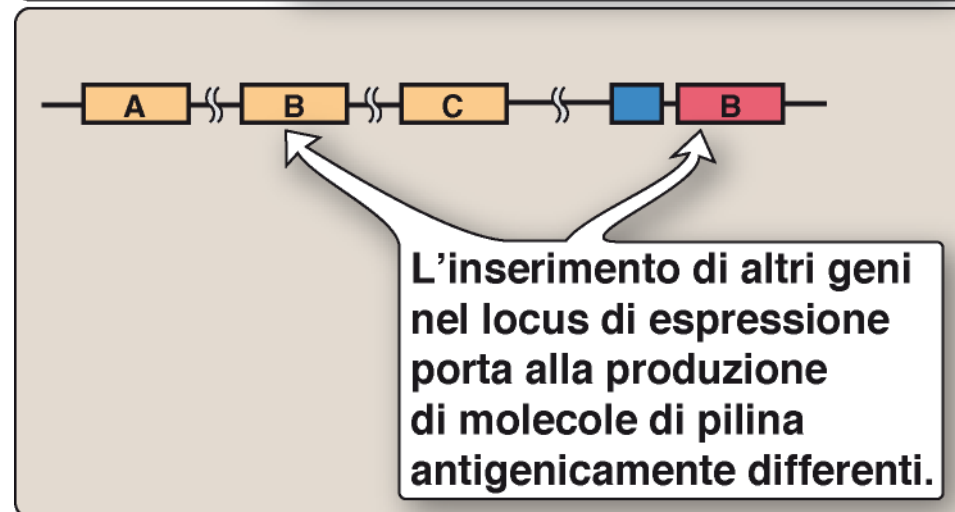 A B C B
L’inserimento di altri geni
nel locus di espressione
porta alla produzione
di molecole di pilina
antigenicamente differenti.